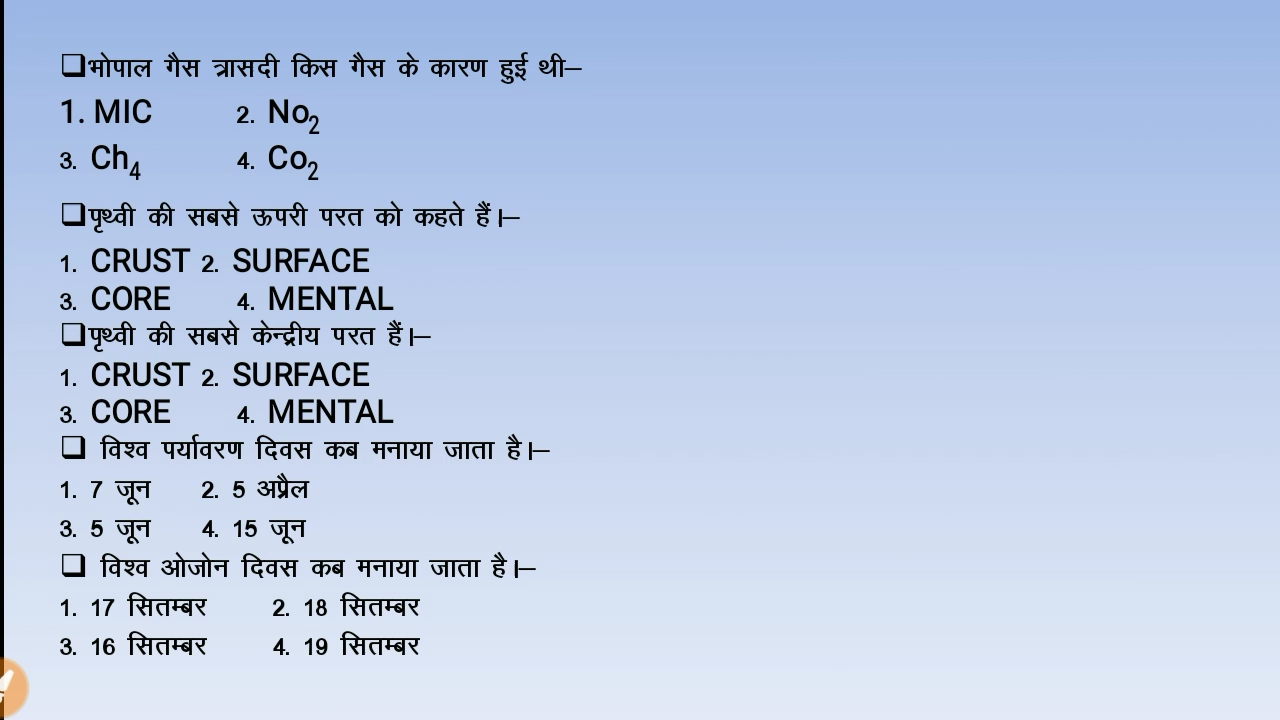 ❑भोपाल गैस त्रासदी किस गैस के कारण हुई थी–
1. MIC 2. No₂
3. Ch₄ 4. Co₂
❑पृथ्वी की सबसे ऊपरी परत को कहते हैं।–
1. CRUST 2. SURFACE
3. CORE 4. MENTAL
❑पृथ्वी की सबसे केन्द्रीय परत हैं।–
1. CRUST 2. SURFACE
3. CORE 4. MENTAL
❑ विश्व पर्यावरण दिवस कब मनाया जाता है।–
1. 7 जून 2. 5 अप्रैल
3. 5 जून 4. 15 जून
❑ विश्व ओजोन दिवस कब मनाया जाता है।–
1. 17 सितम्बर 2. 18 सितम्बर
3. 16 सितम्बर 4. 19 सितम्बर